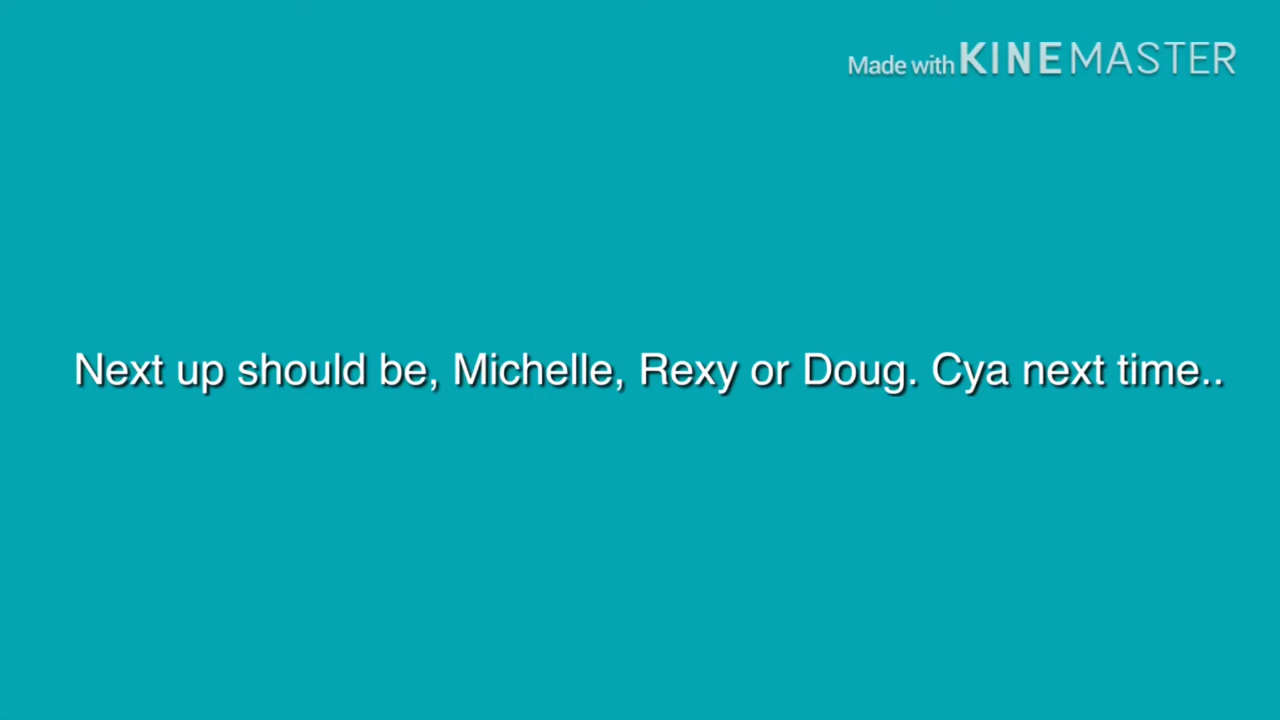 Made with KINEMASTER
Next up should be, Michelle, Rexy or Doug. Cya next time..